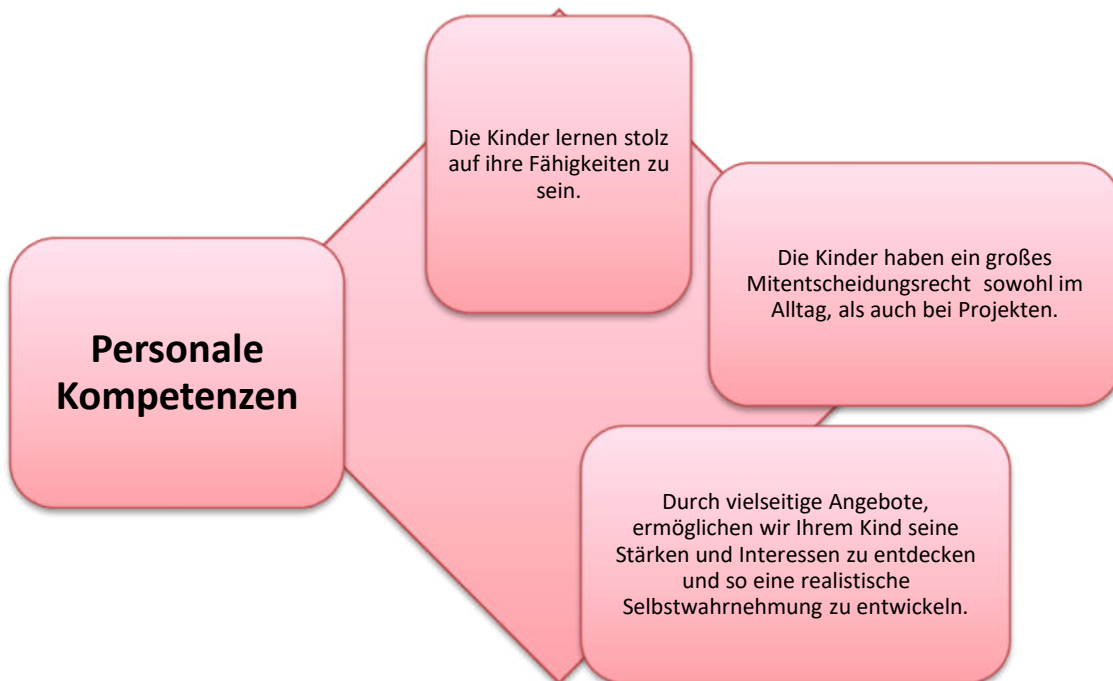 Personale
Kompetenzen
Die Kinder lernen stolz
auf ihre Fähigkeiten zu
sein.
Die Kinder haben ein großes
Mitentscheidungsrecht  sowohl im
Alltag, als auch bei Projekten.
Durch vielseitige Angebote,
ermöglichen wir Ihrem Kind seine
Stärken und Interessen zu entdecken
und so eine realistische
Selbstwahrnehmung zu entwickeln.